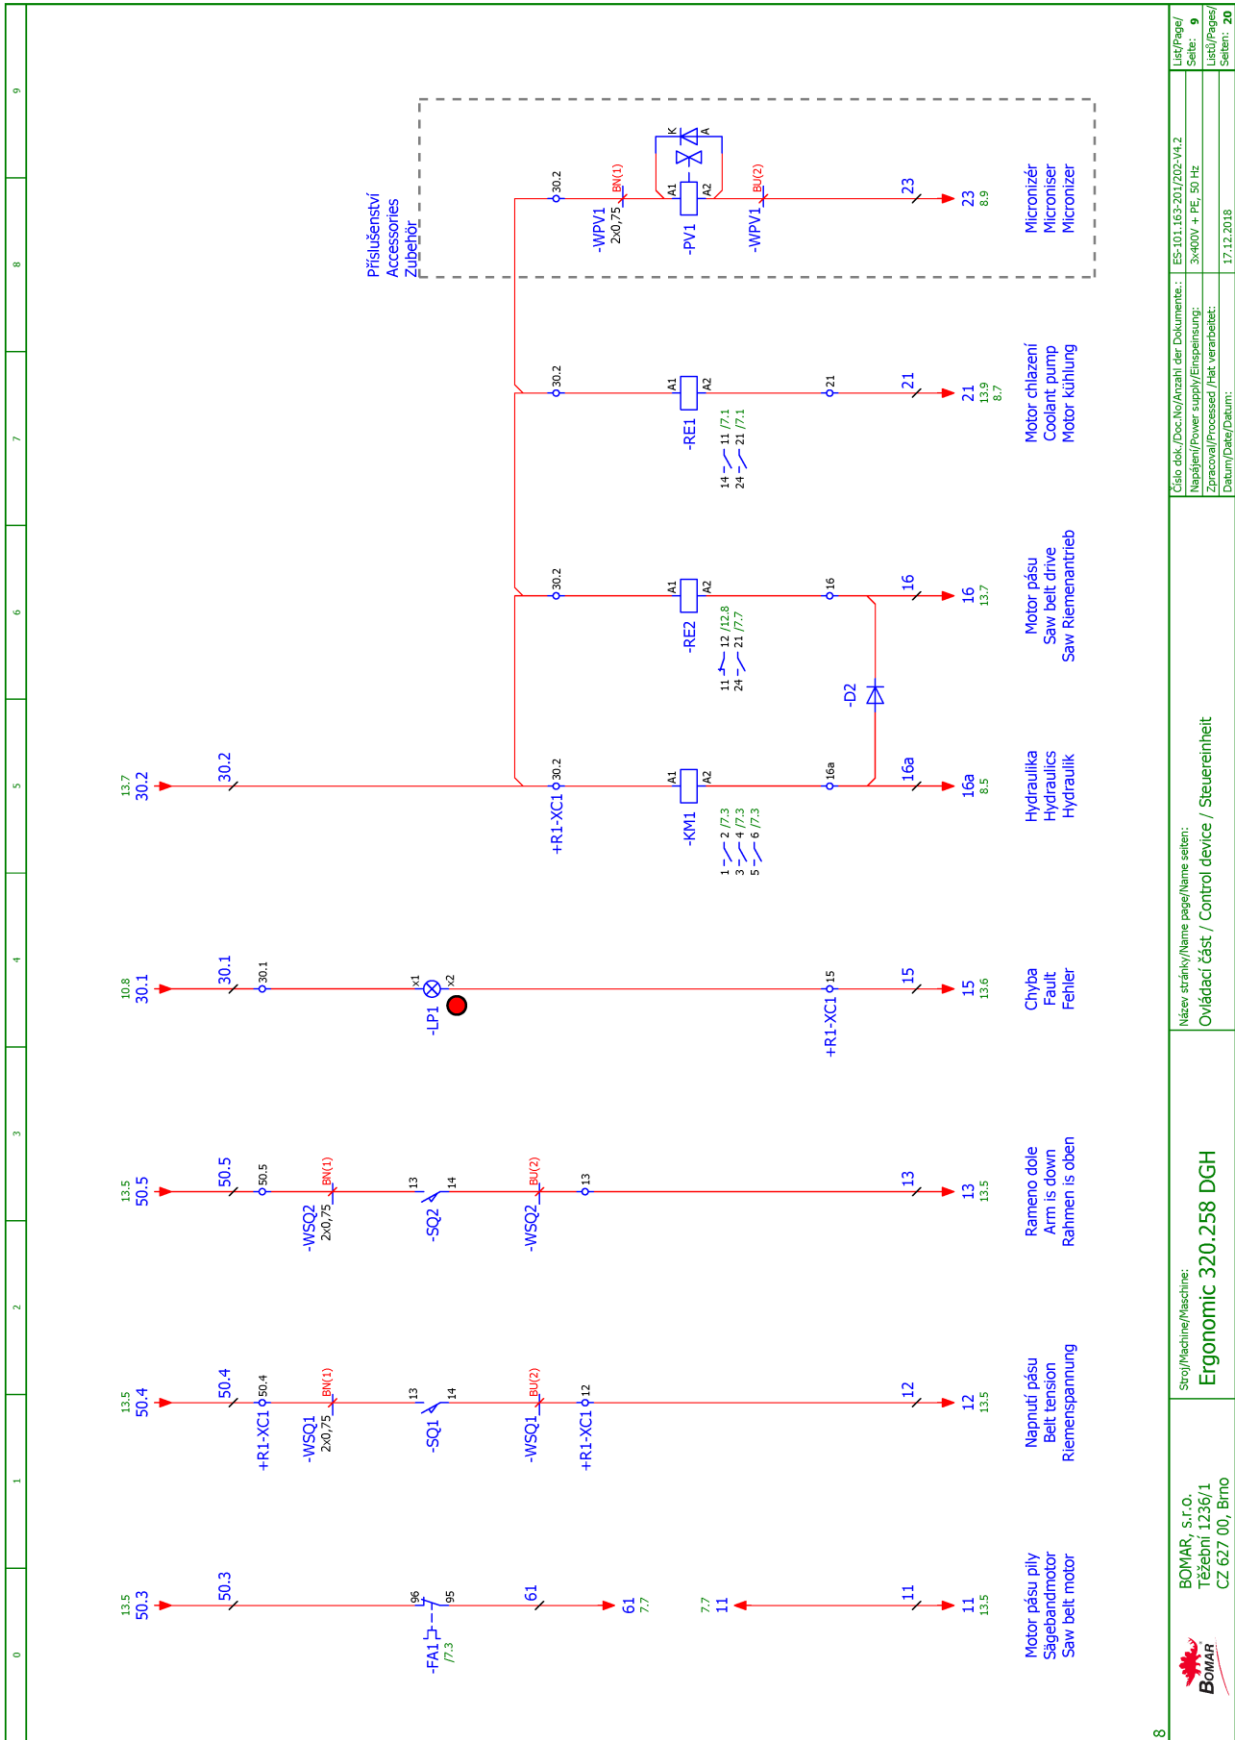 0 1 2 3 4 5 6 7 8 9
13.5
50.3
50.3
96
95
-FA1
/7.3
61
61
7.7
7.7
11
11
11
13.5
Motor pásu pily
Sägebandmotor
Saw belt motor
13.5
50.4
50.4
+R1-XC1
50.4
-WSQ1
2x0,75
BN(1)
13
14
-SQ1
-WSQ1
BU(2)
+R1-XC1
12
12
12
13.5
Napnutí pásu
Belt tension
Riemenspannung
13.5
50.5
50.5
50.5
-WSQ2
2x0,75
BN(1)
13
14
-SQ2
-WSQ2
BU(2)
13
13
13
13.5
Rameno dole
Arm is down
Rahmen is oben
10.8
30.1
30.1
30.1
x1
x2
-LP1
+R1-XC1
15
15
15
13.6
Chyba
Fault
Fehler
13.7
30.2
30.2
+R1-XC1
30.2
A1
A2
-KM1
1 2 /7.3
3 4 /7.3
5 6 /7.3
16a
16a
16a
8.5
Hydraulika
Hydraulics
Hydraulik
-D2
30.2
A1
A2
-RE2
11 12 /12.8
24 21 /7.7
16
16
16
13.7
Motor pásu
Saw belt drive
Saw Riemenantrieb
30.2
A1
A2
-RE1
14 11 /7.1
24 21 /7.1
21
21
21
13.9
8.7
Motor chlazení
Coolant pump
Motor kühlung
Příslušenství
Accessories
Zubehör
30.2
-WPV1
2x0,75
BN(1)
A1
A2
K
A
-PV1
-WPV1
BU(2)
23
23
8.9
Micronizér
Microniser
Micronizer
8
BOMAR
BOMAR, s.r.o.
Těžební 1236/1
CZ 627 00, Brno
Stroj/Machine/Maschine:
Ergonomic 320.258 DGH
Název stránky/Name page/Name seiten:
Ovládací část / Control device / Steuereinheit
Číslo dok./Doc.No/Anzahl der Dokumente.: ES-101.163-201/202-V4.2
Napájení/Power supply/Einspeinsung: 3x400V + PE, 50 Hz
Zpracoval/Processed /Hat verarbeitet:
Datum/Date/Datum: 17.12.2018
List/Page/
Seite: 9
Listů/Pages/
Seiten: 20